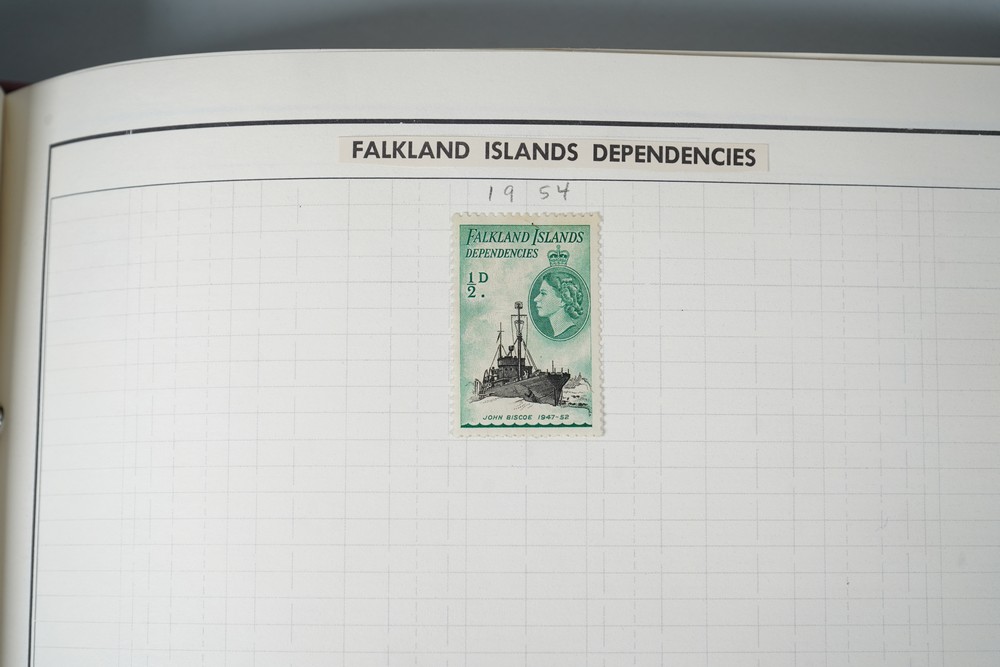 FALKLAND ISLANDS DEPENDENCIES
19 54
FALKLAND ISLANDS
DEPENDENCIES
½D.
JOHN BISCOE 1947-52